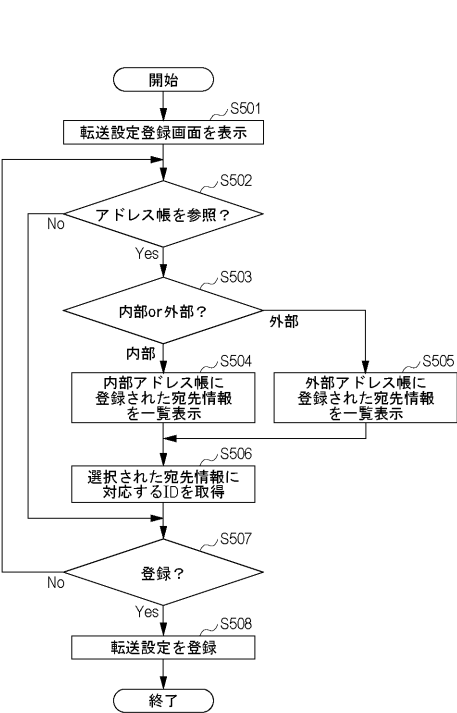 開始
S501
転送設定登録画面を表示
S502
アドレス帳を参照？
No
Yes
S503
内部or外部？
外部
内部
S504
内部アドレス帳に
登録された宛先情報
を一覧表示
S505
外部アドレス帳に
登録された宛先情報
を一覧表示
S506
選択された宛先情報に
対応するIDを取得
S507
登録？
No
Yes
S508
転送設定を登録
終了